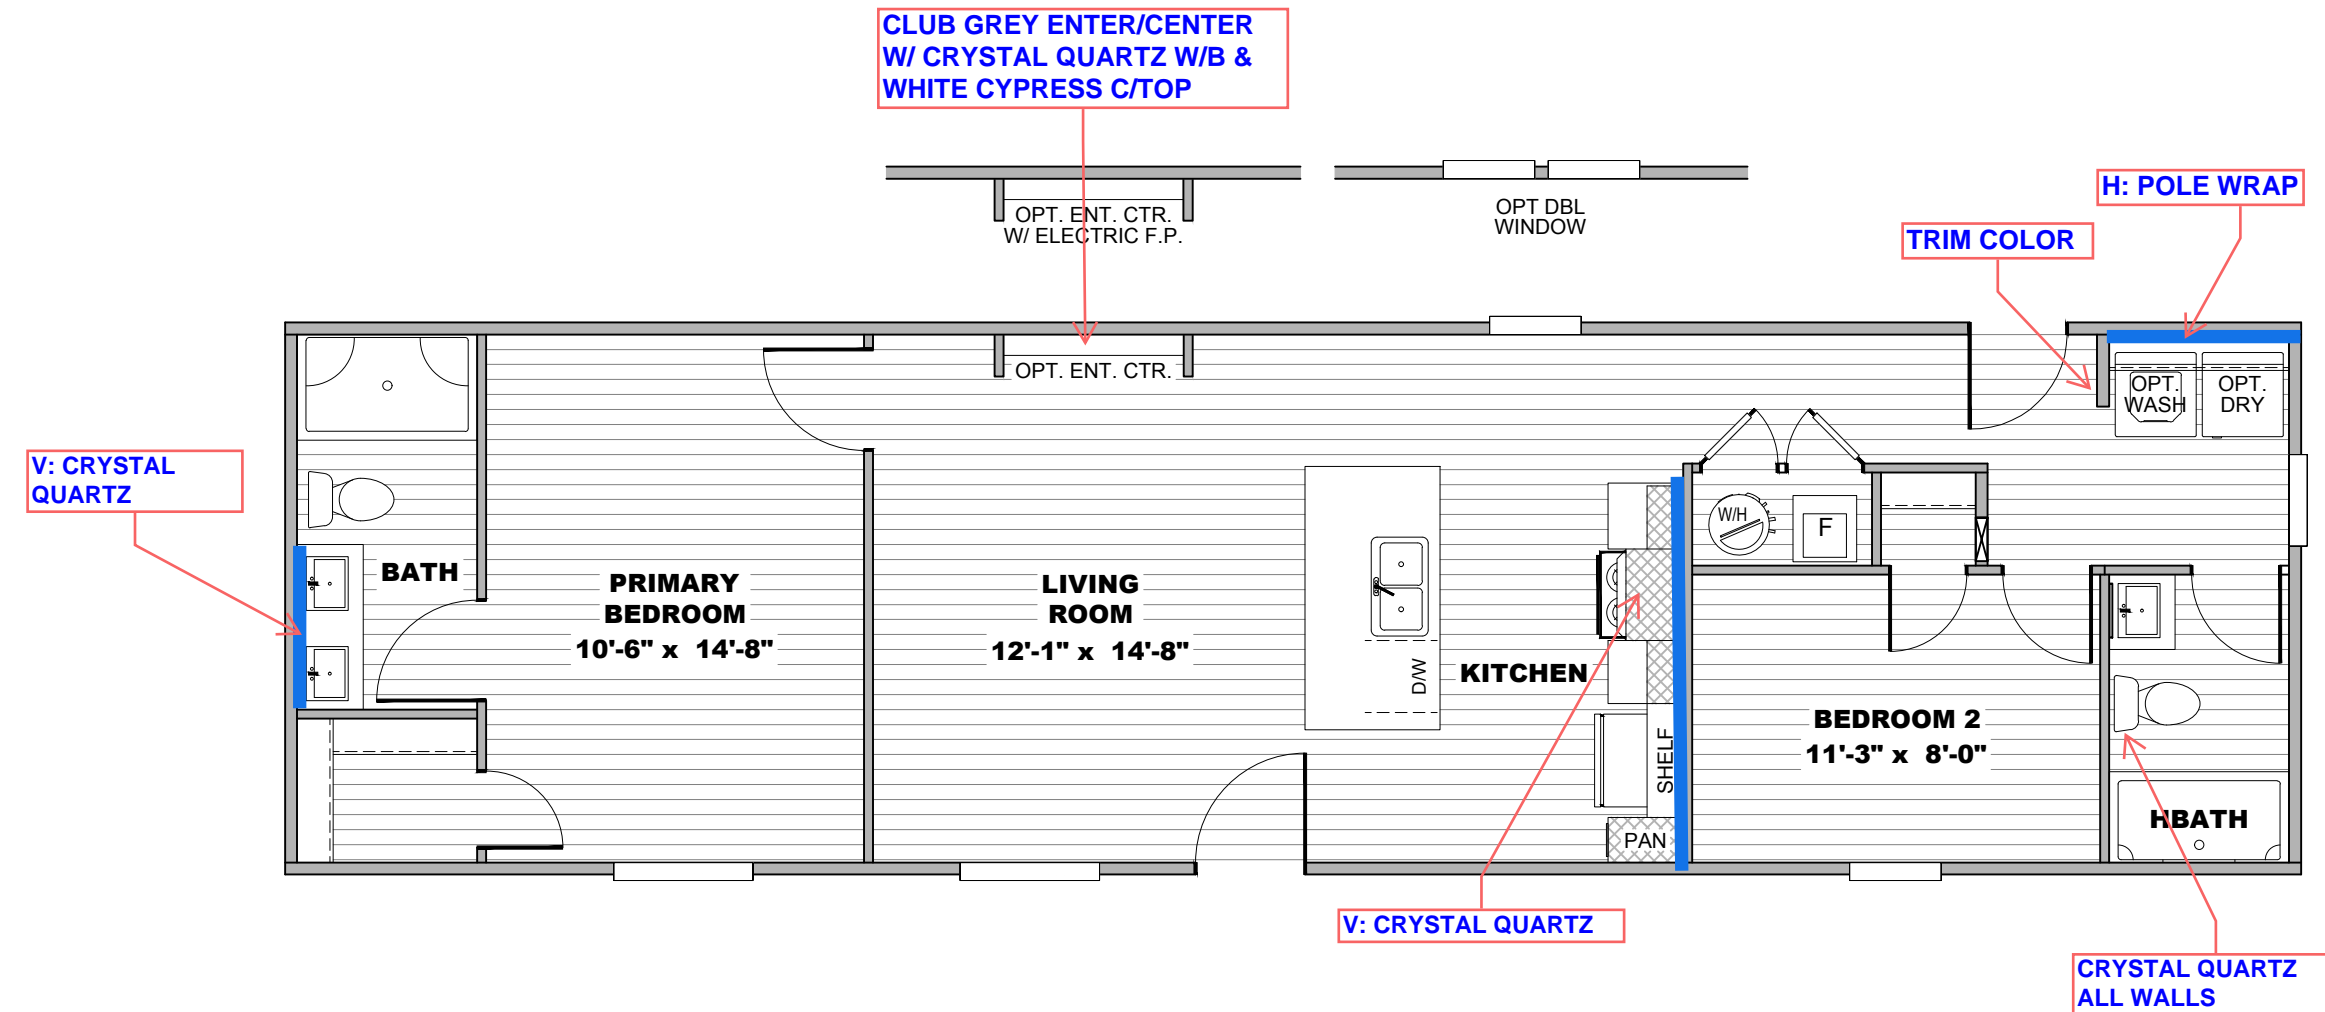 CLUB GREY ENTER/CENTER
W/ CRYSTAL QUARTZ W/B &
WHITE CYPRESS C/TOP
OPT. ENT. CTR.
W/ ELECTRIC F.P.
OPT DBL
WINDOW
H: POLE WRAP
TRIM COLOR
OPT. ENT. CTR.
OPT.
WASH
OPT.
DRY
V: CRYSTAL
QUARTZ
W/H
F
BATH
PRIMARY
BEDROOM
10'-6" x 14'-8"
LIVING
ROOM
12'-1" x 14'-8"
D/W
KITCHEN
SHELF
PAN
BEDROOM 2
11'-3" x 8'-0"
HBATH
V: CRYSTAL QUARTZ
CRYSTAL QUARTZ
ALL WALLS